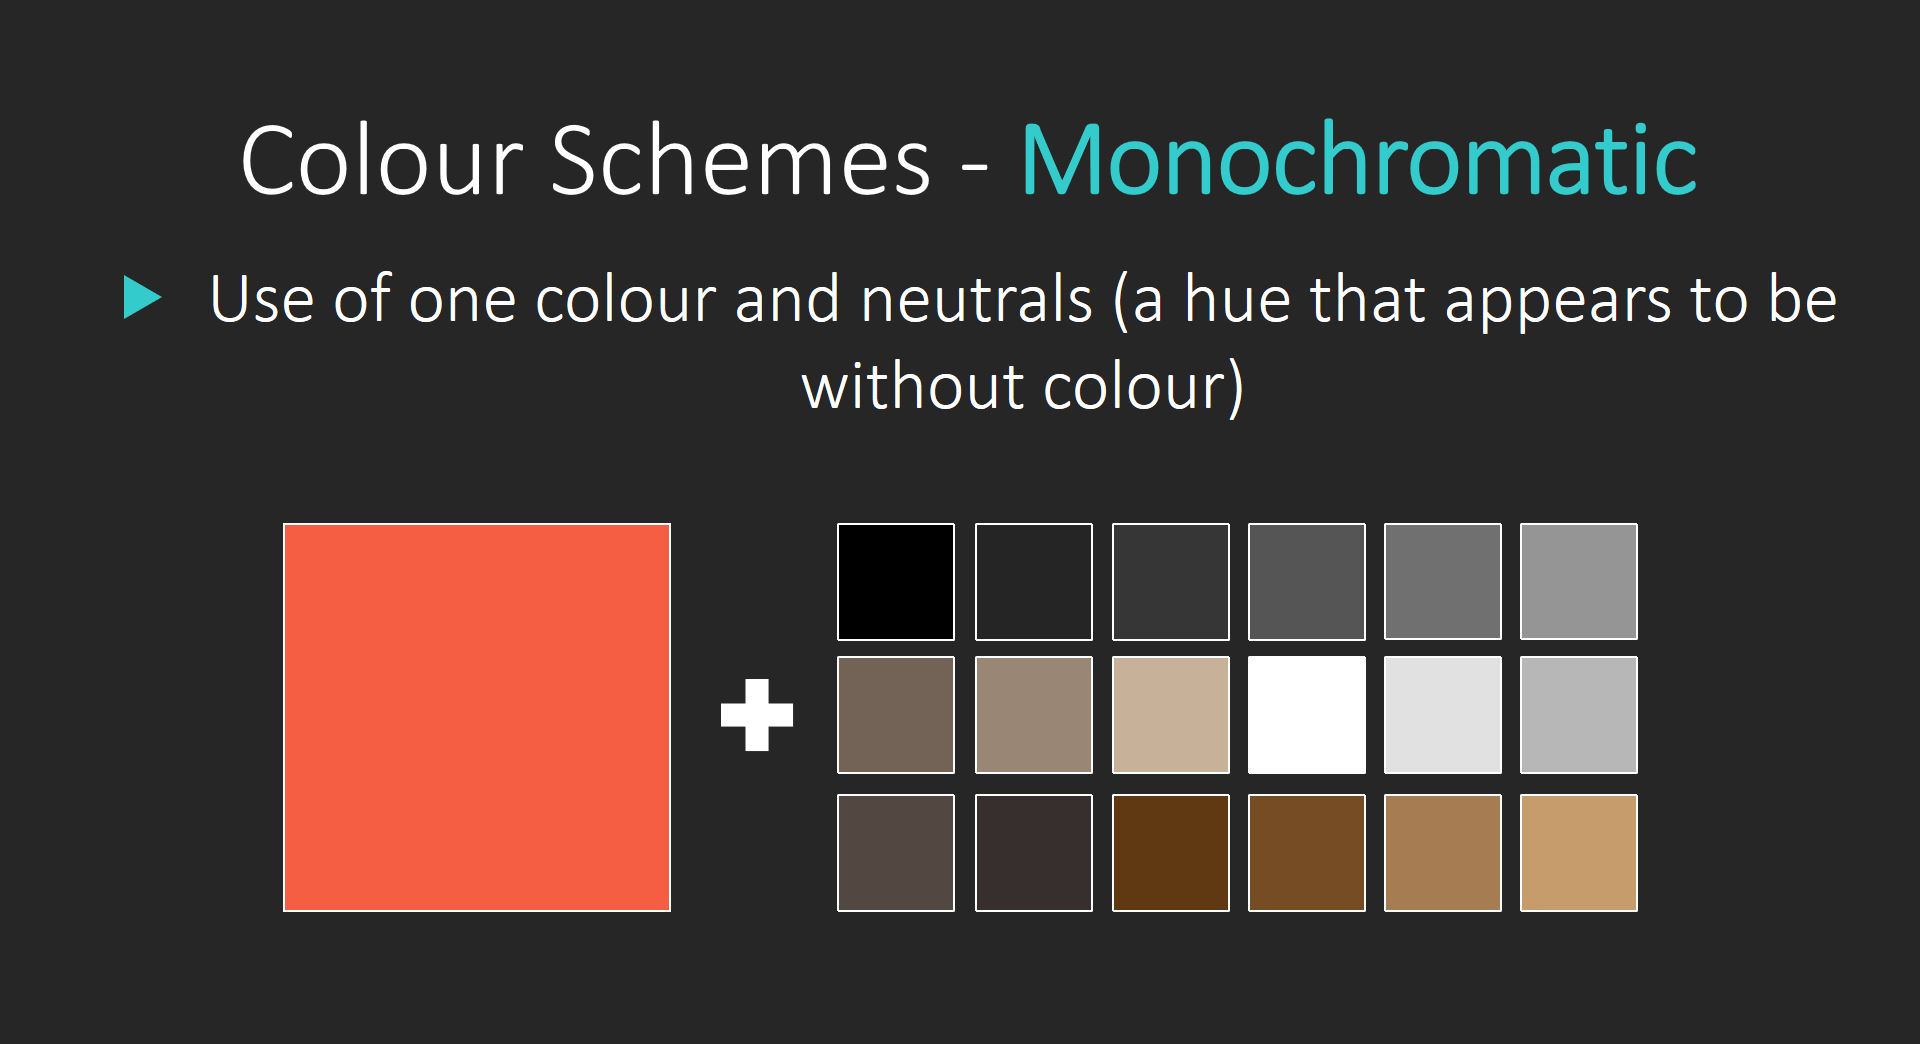 Colour Schemes - Monochromatic
Use of one colour and neutrals (a hue that appears to be
without colour)